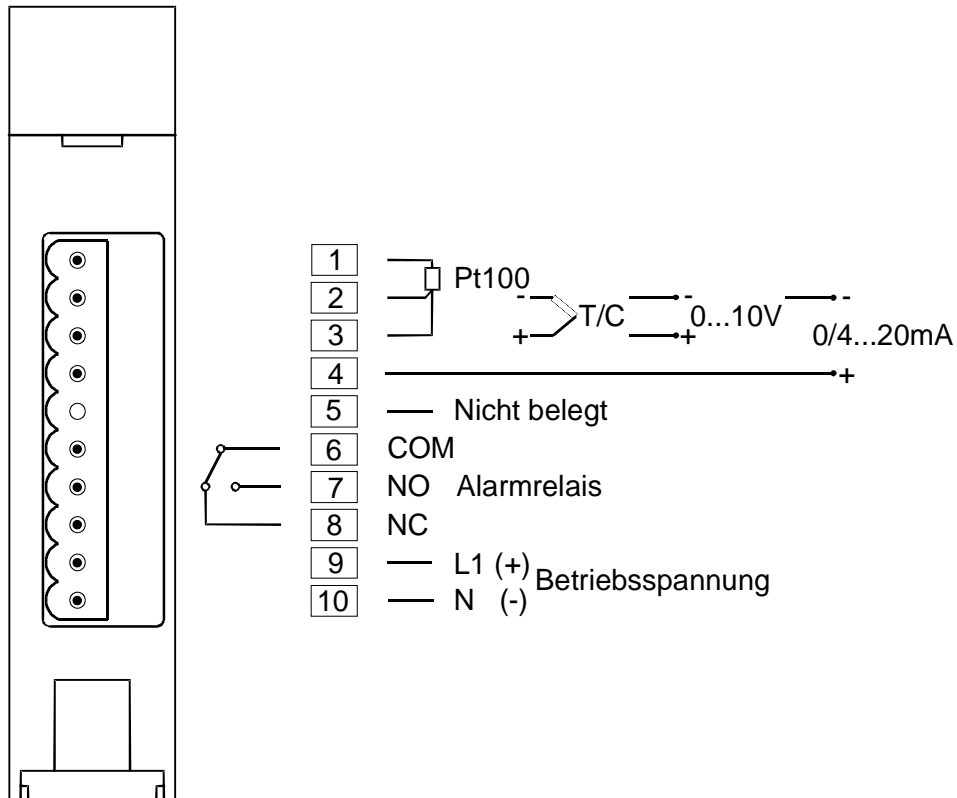 1
2 Pt100
- T/C - 0...10V -
3 + + 0/4...20mA
4 +
5 Nicht belegt
6 COM
7 NO Alarmrelais
8 NC
9 L1 (+) Betriebsspannung
10 N (-)